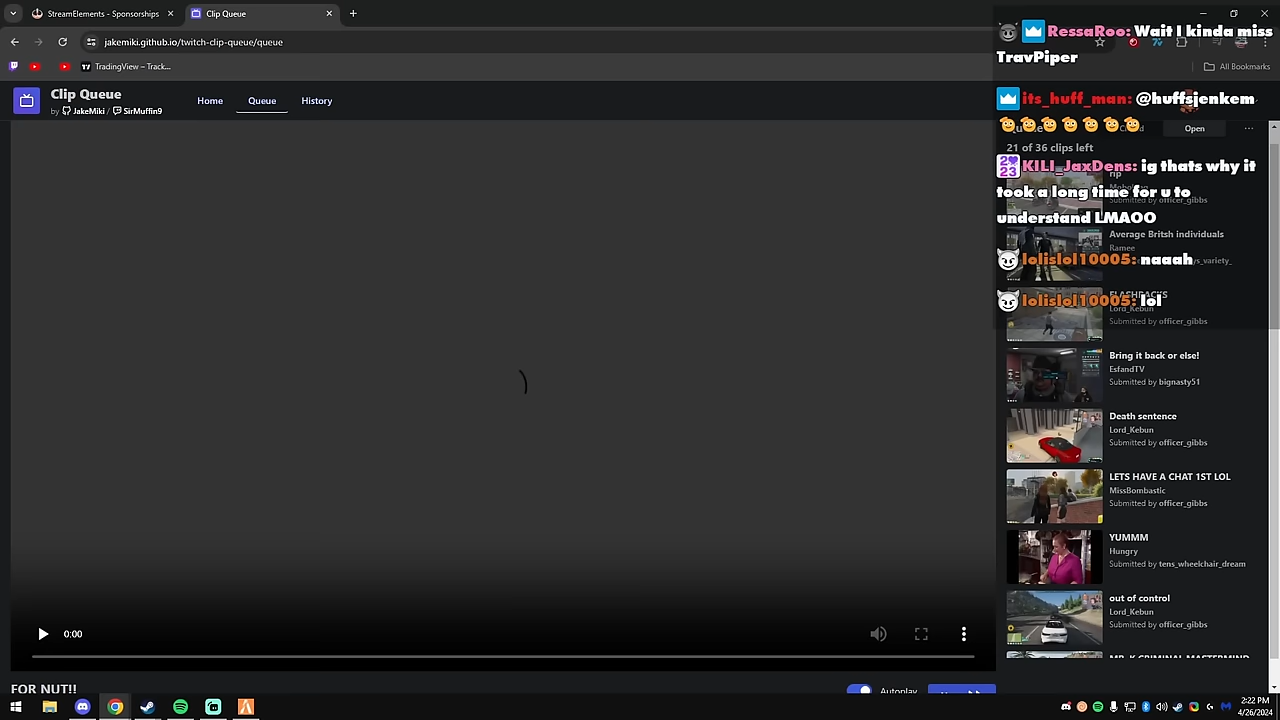 StreamElements - Sponsorships
Clip Queue
jakemiki.github.io/twitch-clip-queue/queue
TradingView – Track...
All Bookmarks
Clip Queue
by JakeMiki / SirMuffin9
Home
Queue
History
RessaRoo: Wait I kinda miss
TravPiper
its_huff_man: @huffsjenkem
Open
21 of 36 clips left
KILI_JaxDens: ig thats why it
took a long time for u to
understand LMAOO
rip
Submitted by officer_gibbs
Average Britsh individuals
Ramee
lolislol10005: naaah
lolislol10005: lol
FLASHBACKS
Lord_Kebun
Submitted by officer_gibbs
Bring it back or else!
EsfandTV
Submitted by bignasty51
Death sentence
Lord_Kebun
Submitted by officer_gibbs
LETS HAVE A CHAT 1ST LOL
MissBombastic
Submitted by officer_gibbs
YUMMM
Hungry
Submitted by tens_wheelchair_dream
out of control
Lord_Kebun
Submitted by officer_gibbs
MR. K CRIMINAL MASTERMIND
0:00
FOR NUT!!
Autoplay
2:22 PM
4/26/2024